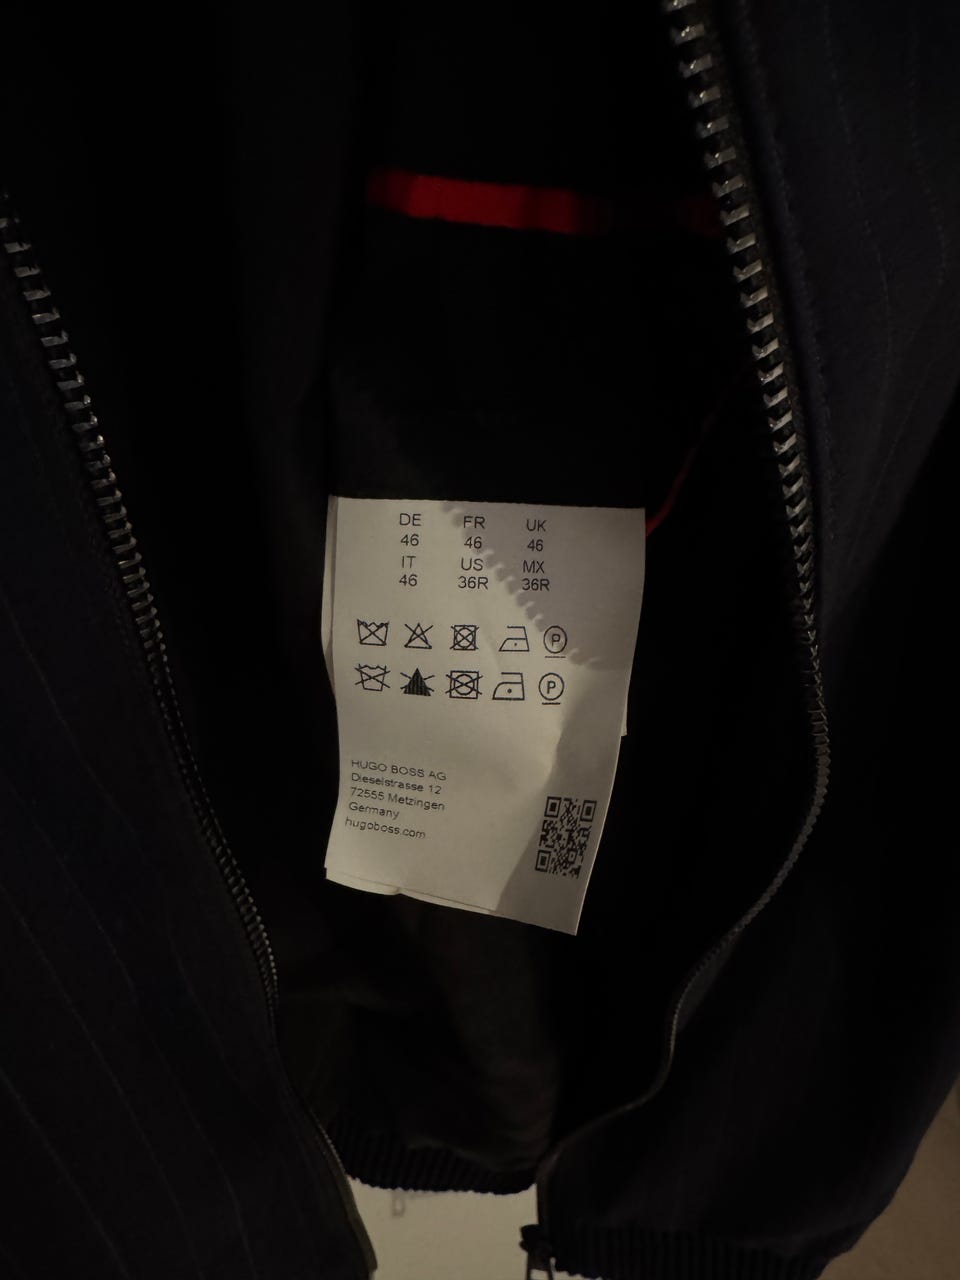 DE FR UK
46 46 46
IT US MX
46 36R 36R
P
P
HUGO BOSS AG
Dieselstrasse 12
72555 Metzingen
Germany
hugoboss.com